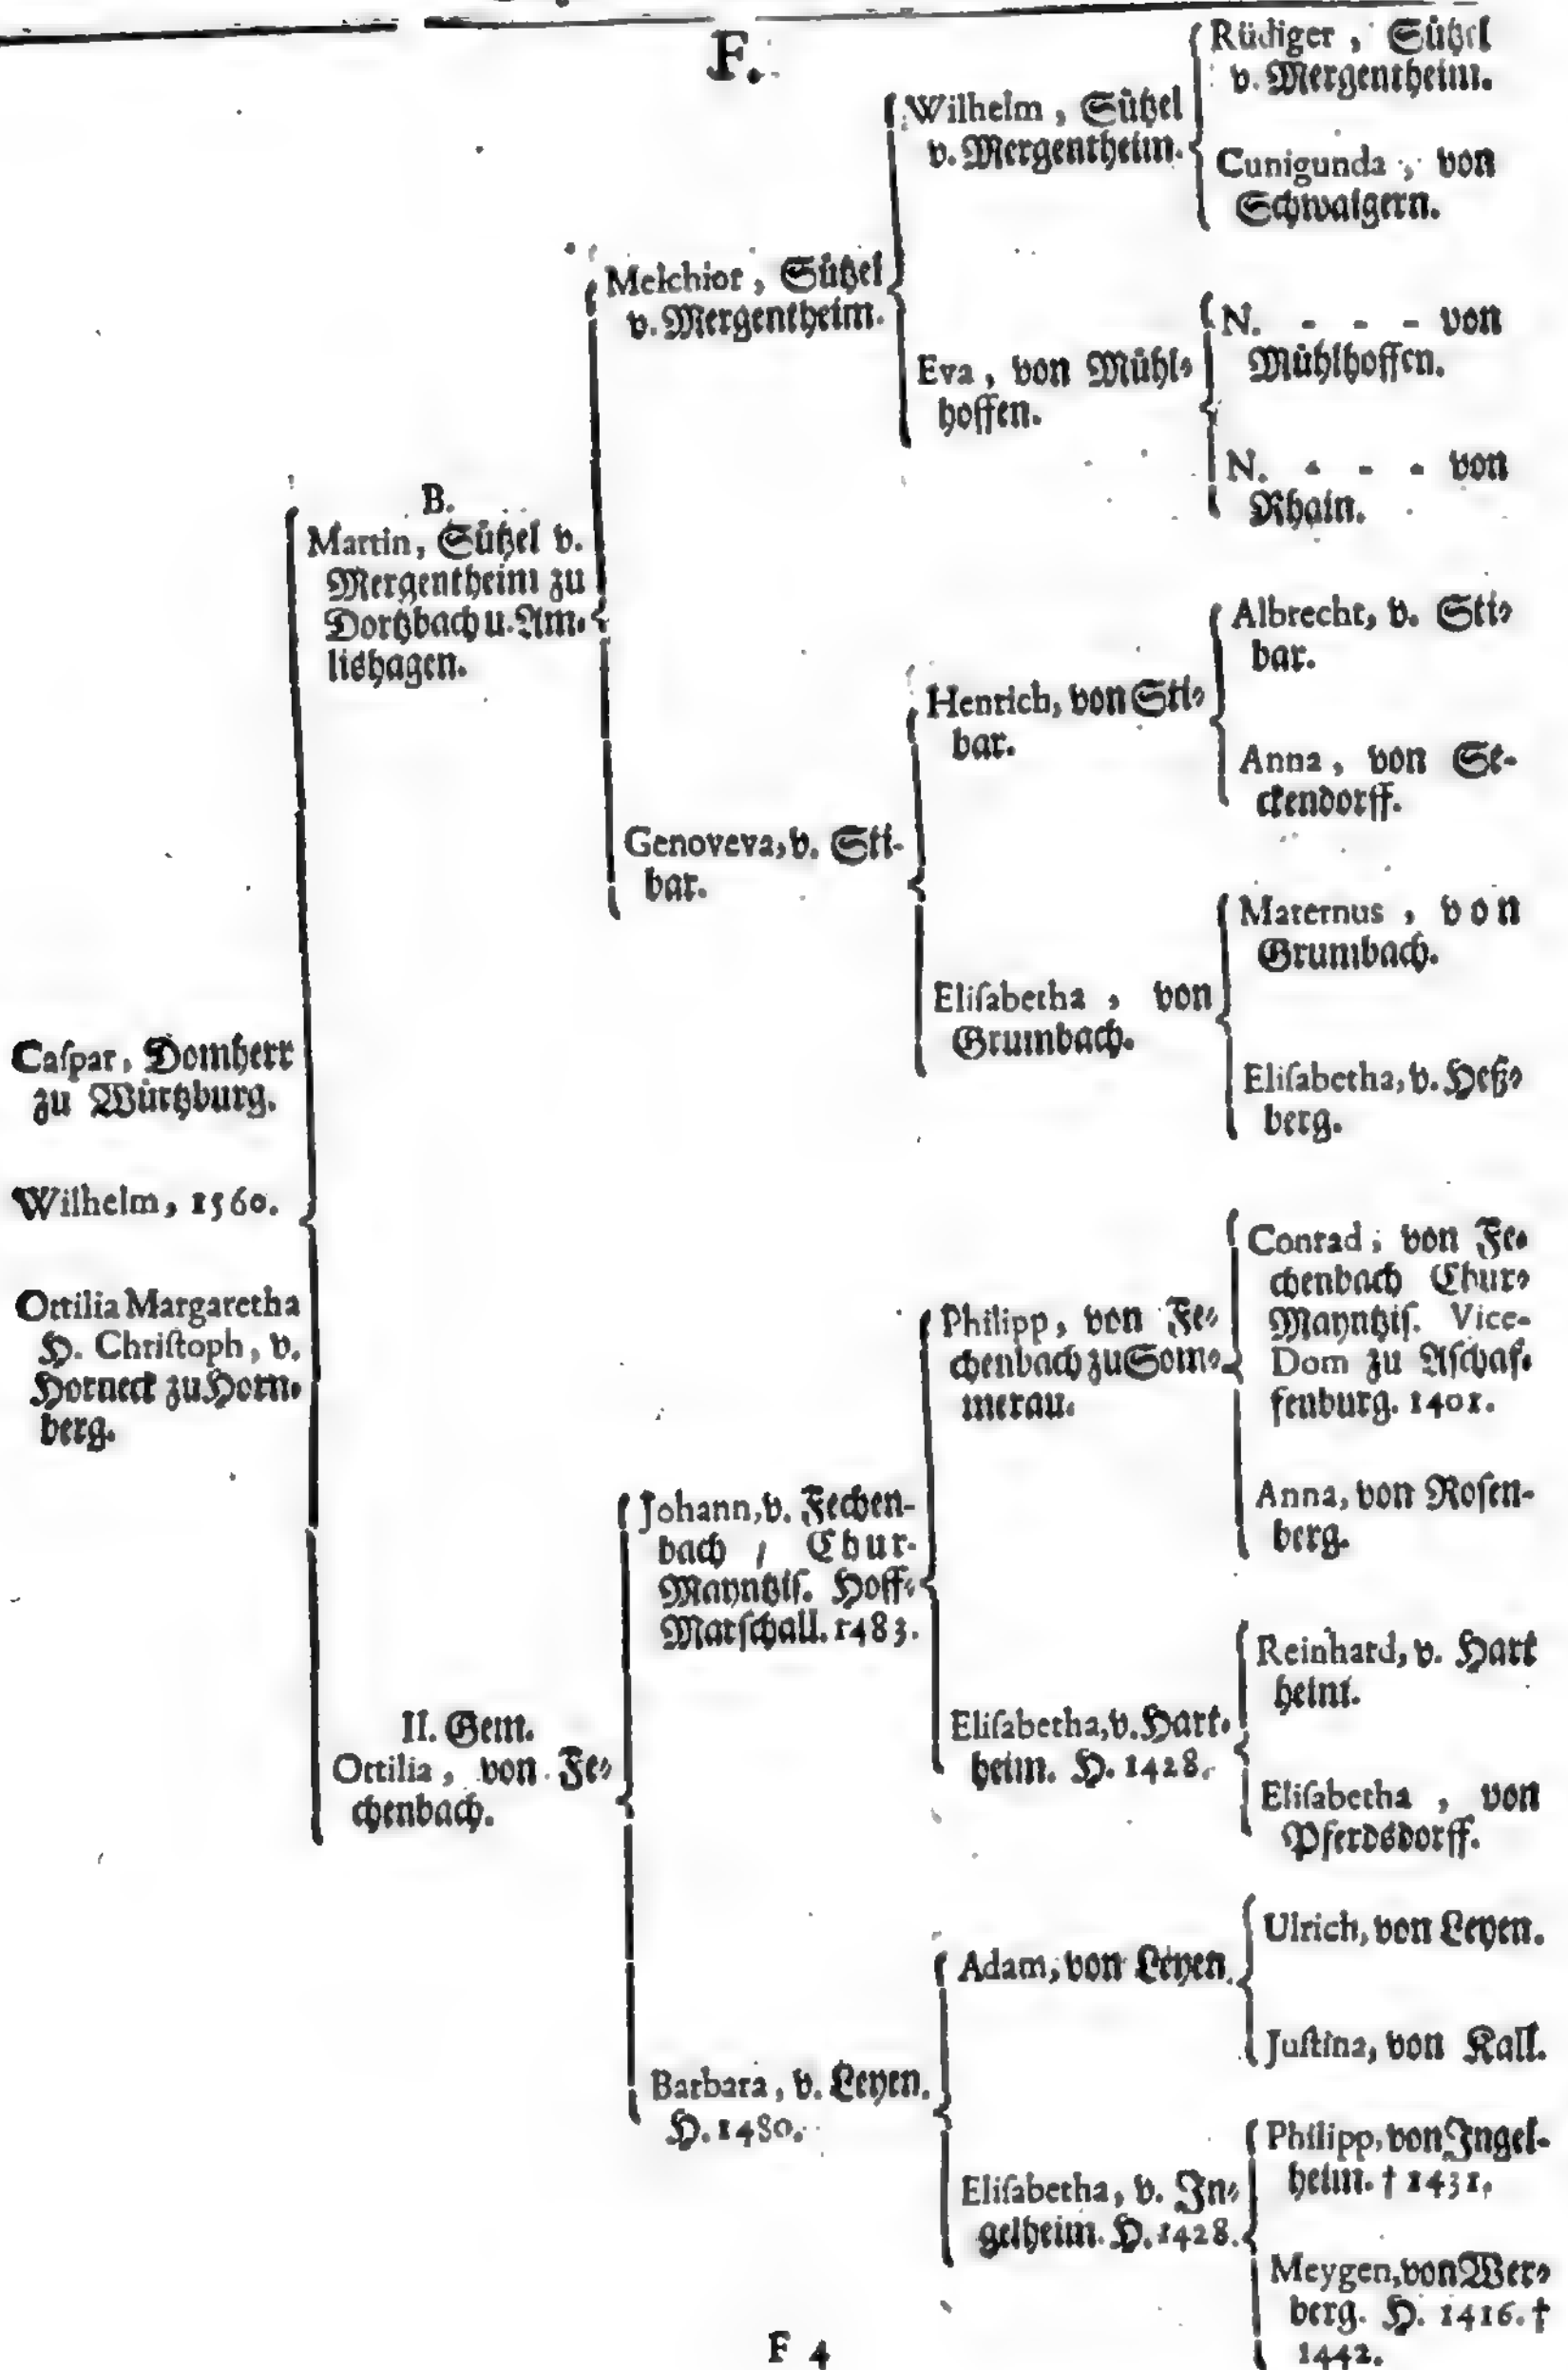 F.
Caſpar, Domherr
zu Würtzburg.
Wilhelm, 1560.
Ottilia Margaretha
H. Chriſtoph, v.
Horneck zu Horn-
berg.
B.
Martin, Sützel v.
Mergentheim zu
Dortzbach u. Am-
lishagen.
II. Gem.
Ottilia, von Fe-
chenbach.
Melchior, Sützel
v. Mergentheim.
Genoveva, v. Sti-
bar.
Johann, v. Fechen-
bach / Chur-
Mayntziſ. Hoff-
Marſchall. 1483.
Barbara, v. Leyen.
H. 1480.
Wilhelm, Sützel
v. Mergentheim.
Eva, von Mühl-
hoffen.
Henrich, von Sti-
bar.
Eliſabetha, von
Grumbach.
Philipp, von Fe-
chenbach zu Som-
merau.
Eliſabetha, v. Hart-
heim. H. 1428.
Adam, von Leyen.
Eliſabetha, v. In-
gelheim. H. 1428.
Rüdiger, Sützel
v. Mergentheim.
Cunigunda, von
Schwaigern.
N. - - - von
Mühlhoffen.
N. - - - von
Rhain.
Albrecht, v. Sti-
bar.
Anna, von Se-
ckendorff.
Maternus, von
Grumbach.
Eliſabetha, v. Heß-
berg.
Conrad, von Fe-
chenbach Chur-
Mayntziſ. Vice-
Dom zu Aſchaf-
fenburg. 1401.
Anna, von Roſen-
berg.
Reinhard, v. Hart
heim.
Eliſabetha, von
Pferdsdorff.
Ulrich, von Leyen.
Juſtina, von Kall.
Philipp, von Ingel-
heim. † 1431.
Meygen, von Wer-
berg. H. 1416. †
1442.
F 4